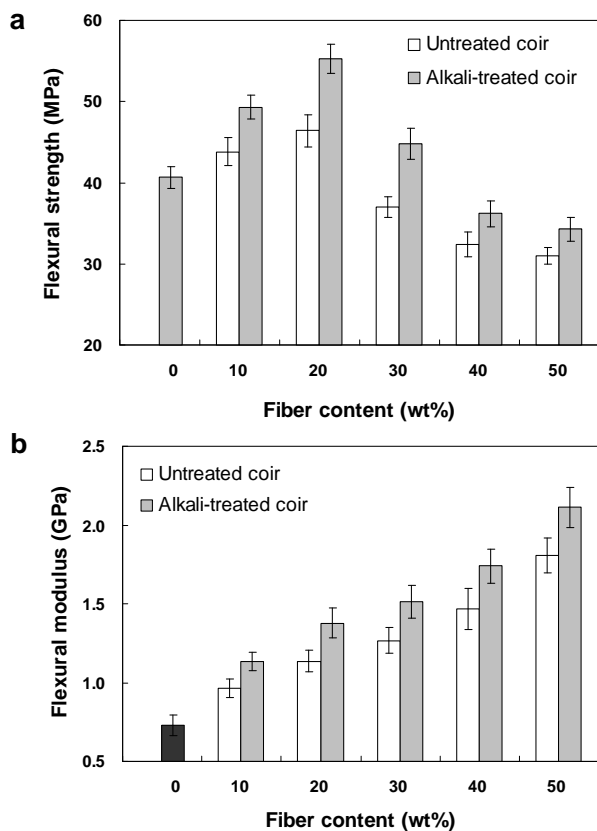 a
60
50
40
30
20
Flexural strength (MPa)
Untreated coir
Alkali-treated coir
0 10 20 30 40 50
Fiber content (wt%)
b
2.5
2.0
1.5
1.0
0.5
Flexural modulus (GPa)
Untreated coir
Alkali-treated coir
0 10 20 30 40 50
Fiber content (wt%)